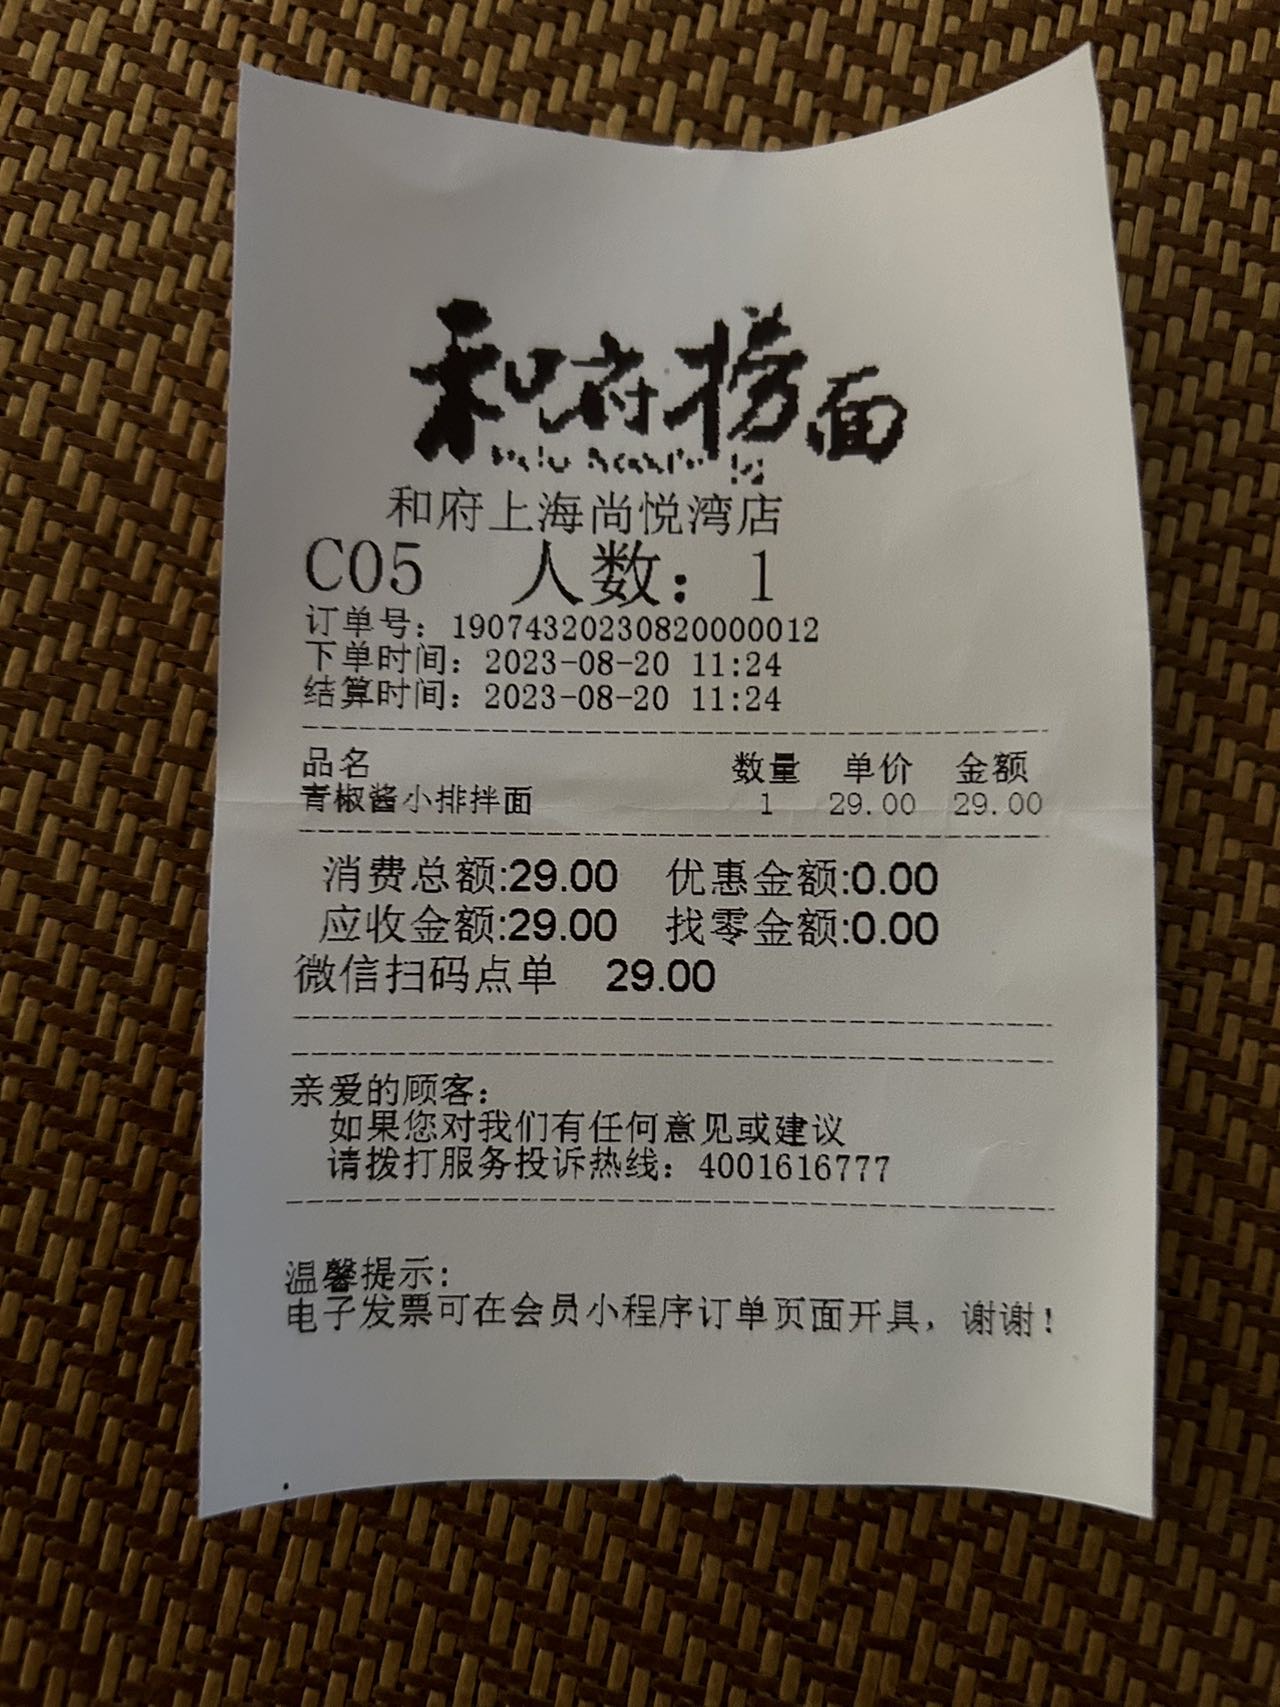 和府捞面
和府上海尚悦湾店
C05 人数：1
订单号：19074320230820000012
下单时间：2023-08-20 11:24
结算时间：2023-08-20 11:24
品名 数量 单价 金额
青椒酱小排拌面 1 29.00 29.00
消费总额:29.00 优惠金额:0.00
应收金额:29.00 找零金额:0.00
微信扫码点单 29.00
亲爱的顾客：
如果您对我们有任何意见或建议
请拨打服务投诉热线：4001616777
温馨提示：
电子发票可在会员小程序订单页面开具，谢谢！